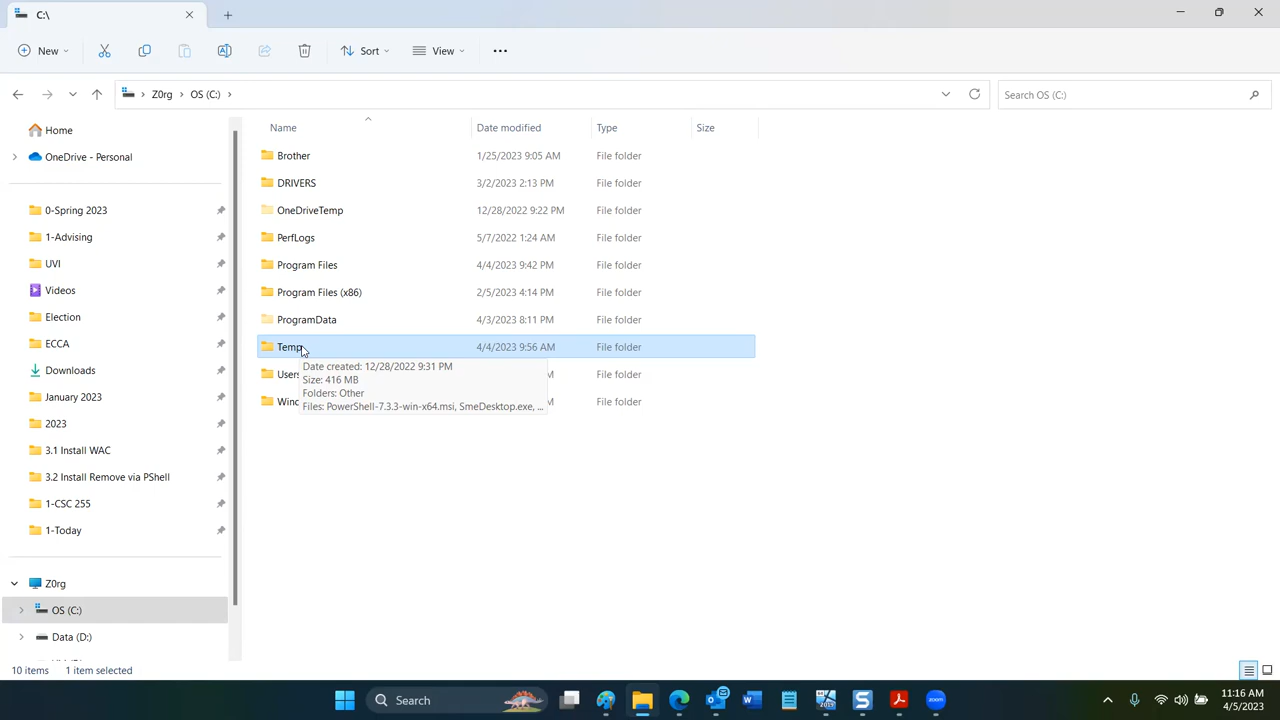 C:\
New
Sort
View
Z0rg
OS (C:)
Search OS (C:)
Name
Date modified
Type
Size
Home
OneDrive - Personal
0-Spring 2023
1-Advising
UVI
Videos
Election
ECCA
Downloads
January 2023
2023
3.1 Install WAC
3.2 Install Remove via PShell
1-CSC 255
1-Today
Z0rg
OS (C:)
Data (D:)
Brother 1/25/2023 9:05 AM File folder
DRIVERS 3/2/2023 2:13 PM File folder
OneDriveTemp 12/28/2022 9:22 PM File folder
PerfLogs 5/7/2022 1:24 AM File folder
Program Files 4/4/2023 9:42 PM File folder
Program Files (x86) 2/5/2023 4:14 PM File folder
ProgramData 4/3/2023 8:11 PM File folder
Temp 4/4/2023 9:56 AM File folder
Users M File folder
Wind M File folder
Date created: 12/28/2022 9:31 PM
Size: 416 MB
Folders: Other
Files: PowerShell-7.3.3-win-x64.msi, SmeDesktop.exe, ...
10 items
1 item selected
Search
2015
zoom
11:16 AM
4/5/2023